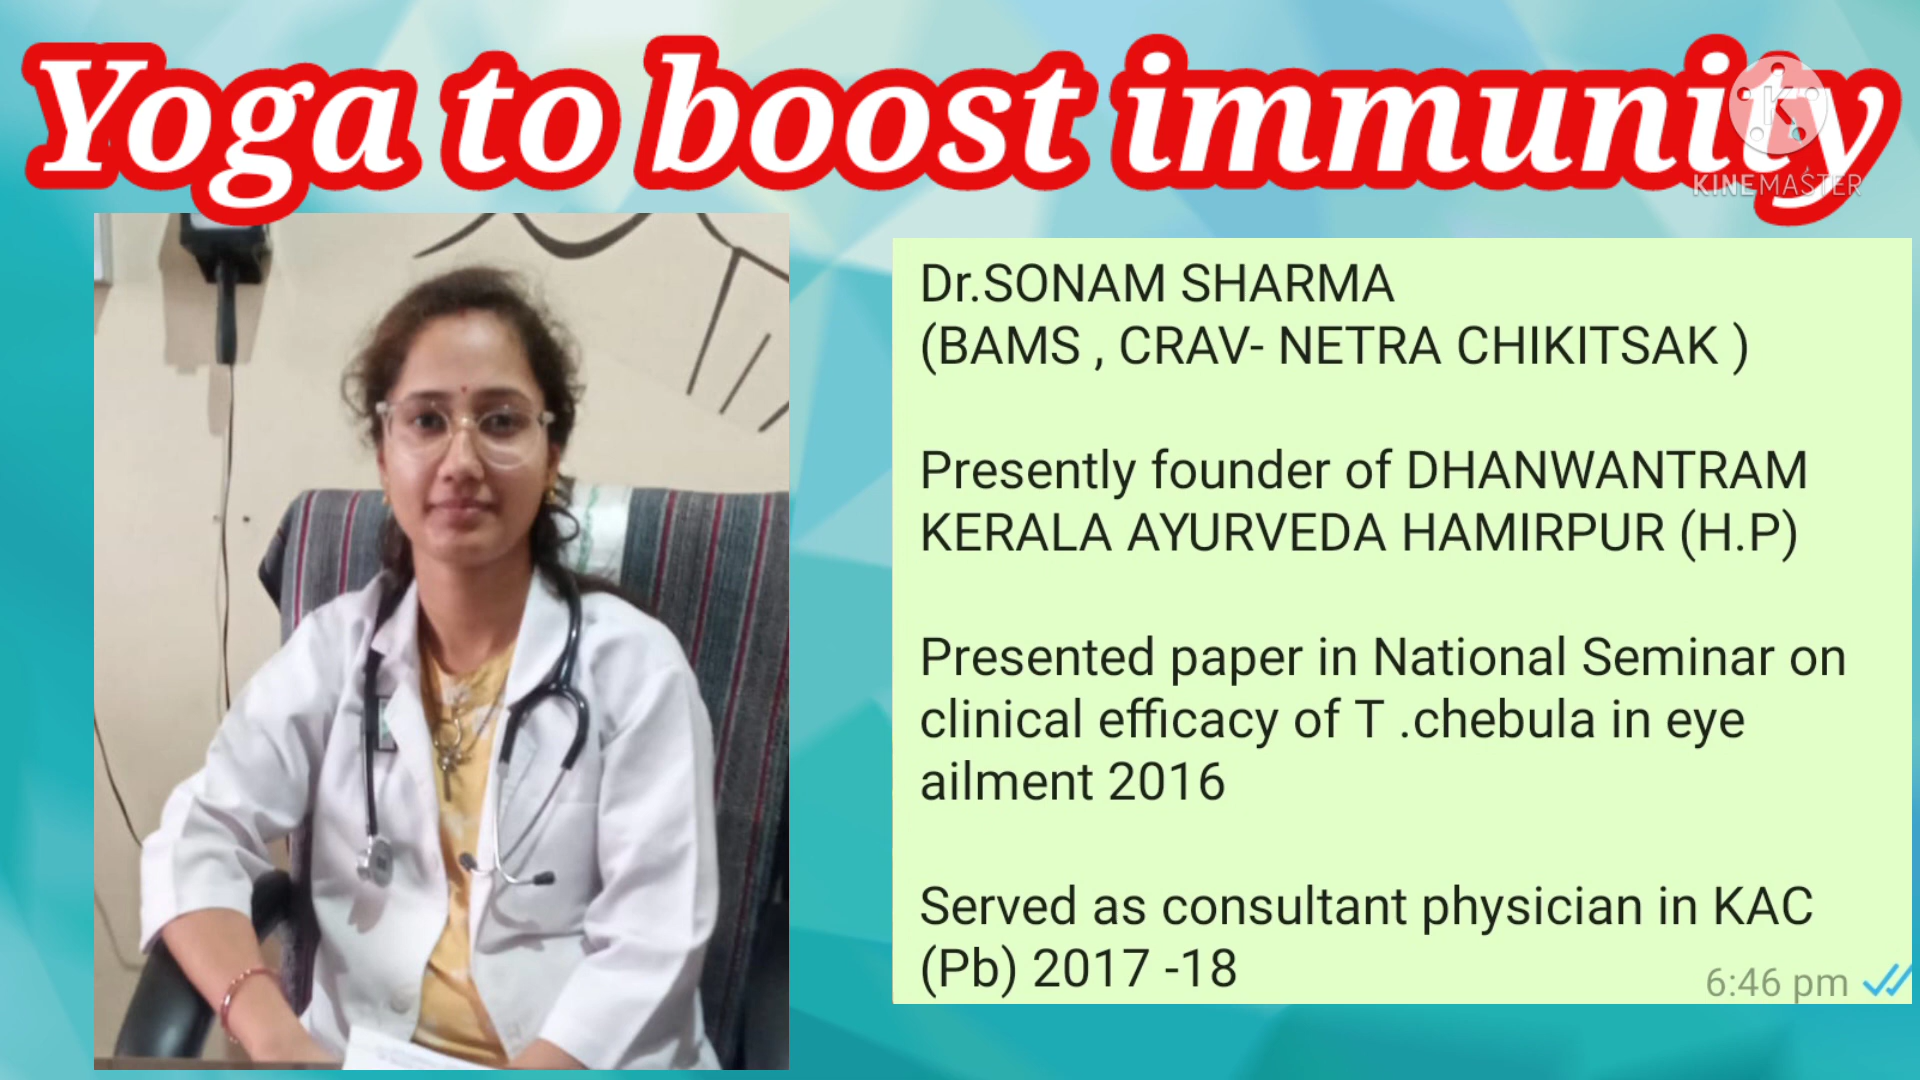 Yoga to boost immunity
KINEMASTER
Dr.SONAM SHARMA
(BAMS , CRAV- NETRA CHIKITSAK )
Presently founder of DHANWANTRAM
KERALA AYURVEDA HAMIRPUR (H.P)
Presented paper in National Seminar on
clinical efficacy of T .chebula in eye
ailment 2016
Served as consultant physician in KAC
(Pb) 2017 -18
6:46 pm